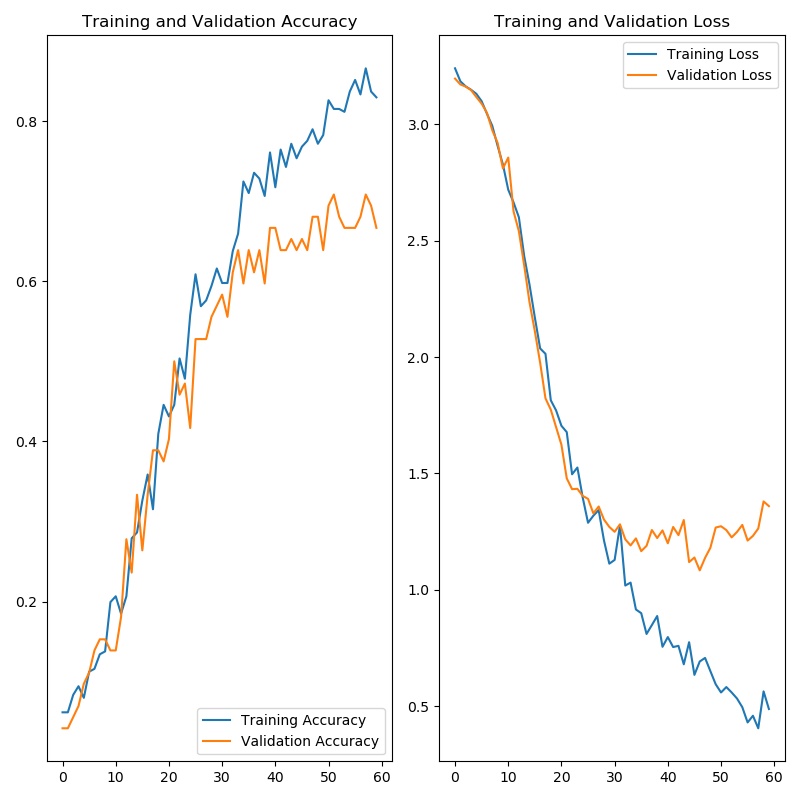 Training and Validation Accuracy
0.8
0.6
0.4
0.2
Training Accuracy
Validation Accuracy
0 10 20 30 40 50 60
Training and Validation Loss
Training Loss
Validation Loss
3.0
2.5
2.0
1.5
1.0
0.5
0 10 20 30 40 50 60